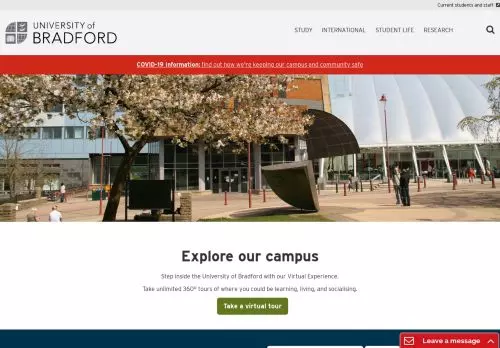 Current students and staff
UNIVERSITY of
BRADFORD
STUDY INTERNATIONAL STUDENT LIFE RESEARCH
COVID-19 information: find out how we're keeping our campus and community safe
Explore our campus
Step inside the University of Bradford with our Virtual Experience.
Take unlimited 360º tours of where you could be learning, living, and socialising.
Take a virtual tour
Leave a message